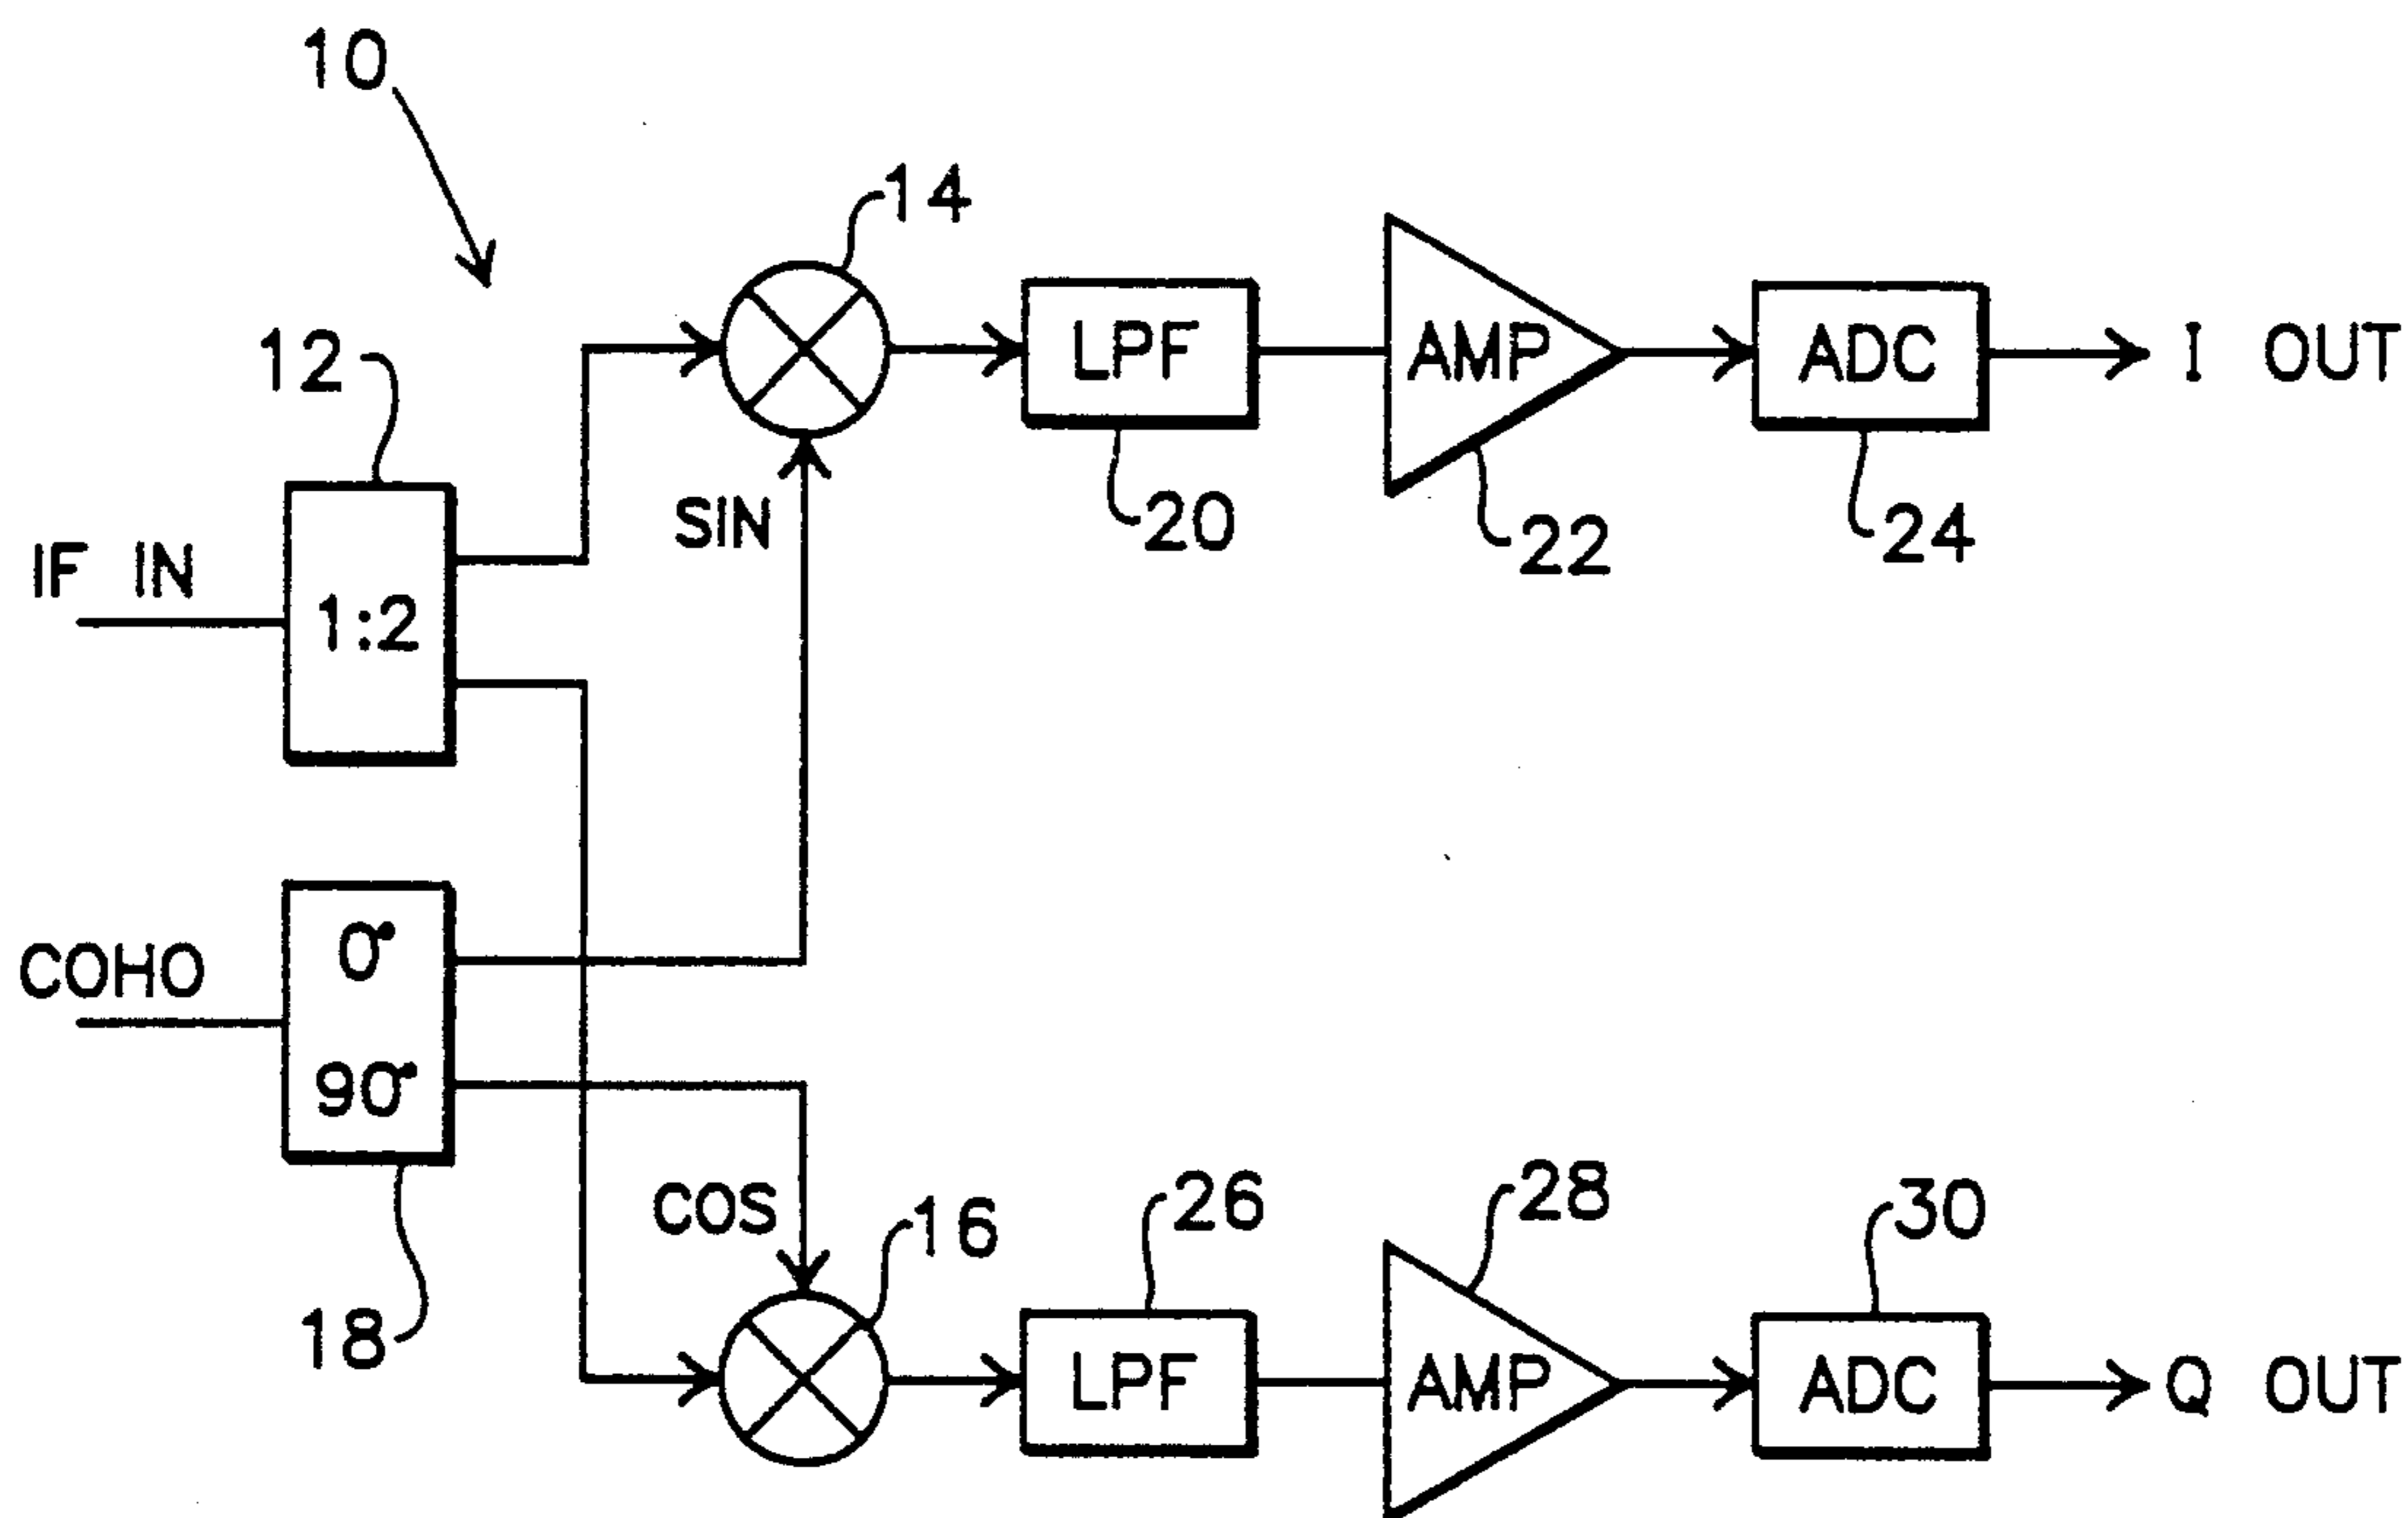 10
14
12
LPF
AMP
ADC
I OUT
SIN
20
22
24
IF IN
1:2
COHO
0°
90°
COS
16
26
28
30
18
LPF
AMP
ADC
Q OUT